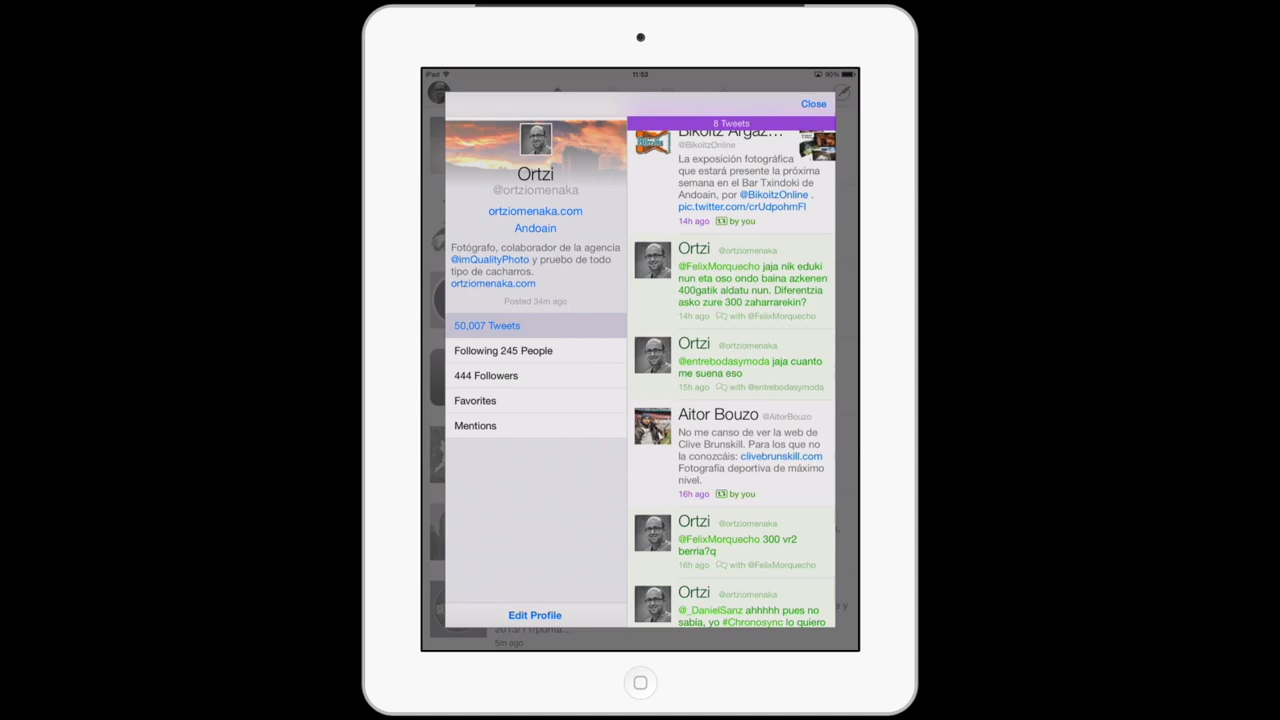 iPad
11:53
90%
Close
Ortzi
@ortziomenaka
ortziomenaka.com
Andoain
Fotógrafo, colaborador de la agencia
@imQualityPhoto y pruebo de todo
tipo de cacharros.
ortziomenaka.com
Posted 34m ago
50,007 Tweets
Following 245 People
444 Followers
Favorites
Mentions
Edit Profile
8 Tweets
Bikoitz Argaz...
@BikoitzOnline
La exposición fotográfica
que estará presente la próxima
semana en el Bar Txindoki de
Andoain, por @BikoitzOnline .
pic.twitter.com/crUdpohmFl
14h ago by you
Ortzi @ortziomenaka
@FelixMorquecho jaja nik eduki
nun eta oso ondo baina azkenen
400gatik aldatu nun. Diferentzia
asko zure 300 zaharrarekin?
14h ago with @FelixMorquecho
Ortzi @ortziomenaka
@entrebodasymoda jaja cuanto
me suena eso
15h ago with @entrebodasymoda
Aitor Bouzo @AitorBouzo
No me canso de ver la web de
Clive Brunskill. Para los que no
la conozcáis: clivebrunskill.com
Fotografía deportiva de máximo
nivel.
16h ago by you
Ortzi @ortziomenaka
@FelixMorquecho 300 vr2
berria?q
16h ago with @FelixMorquecho
Ortzi @ortziomenaka
@_DanielSanz ahhhhh pues no
sabía, yo #Chronosync lo quiero
5m ago